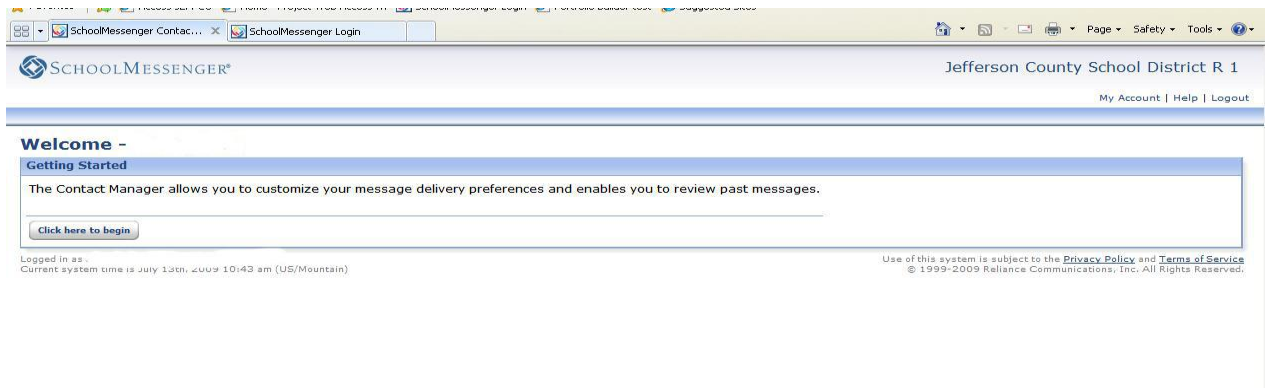 SchoolMessenger Contac... X SchoolMessenger Login
Page Safety Tools
SCHOOLMESSENGER®
Jefferson County School District R 1
My Account | Help | Logout
Welcome -
Getting Started
The Contact Manager allows you to customize your message delivery preferences and enables you to review past messages.
Click here to begin
Logged in as
Current system time is July 13th, 2009 10:43 am (US/Mountain)
Use of this system is subject to the Privacy Policy and Terms of Service
© 1999-2009 Reliance Communications, Inc. All Rights Reserved.